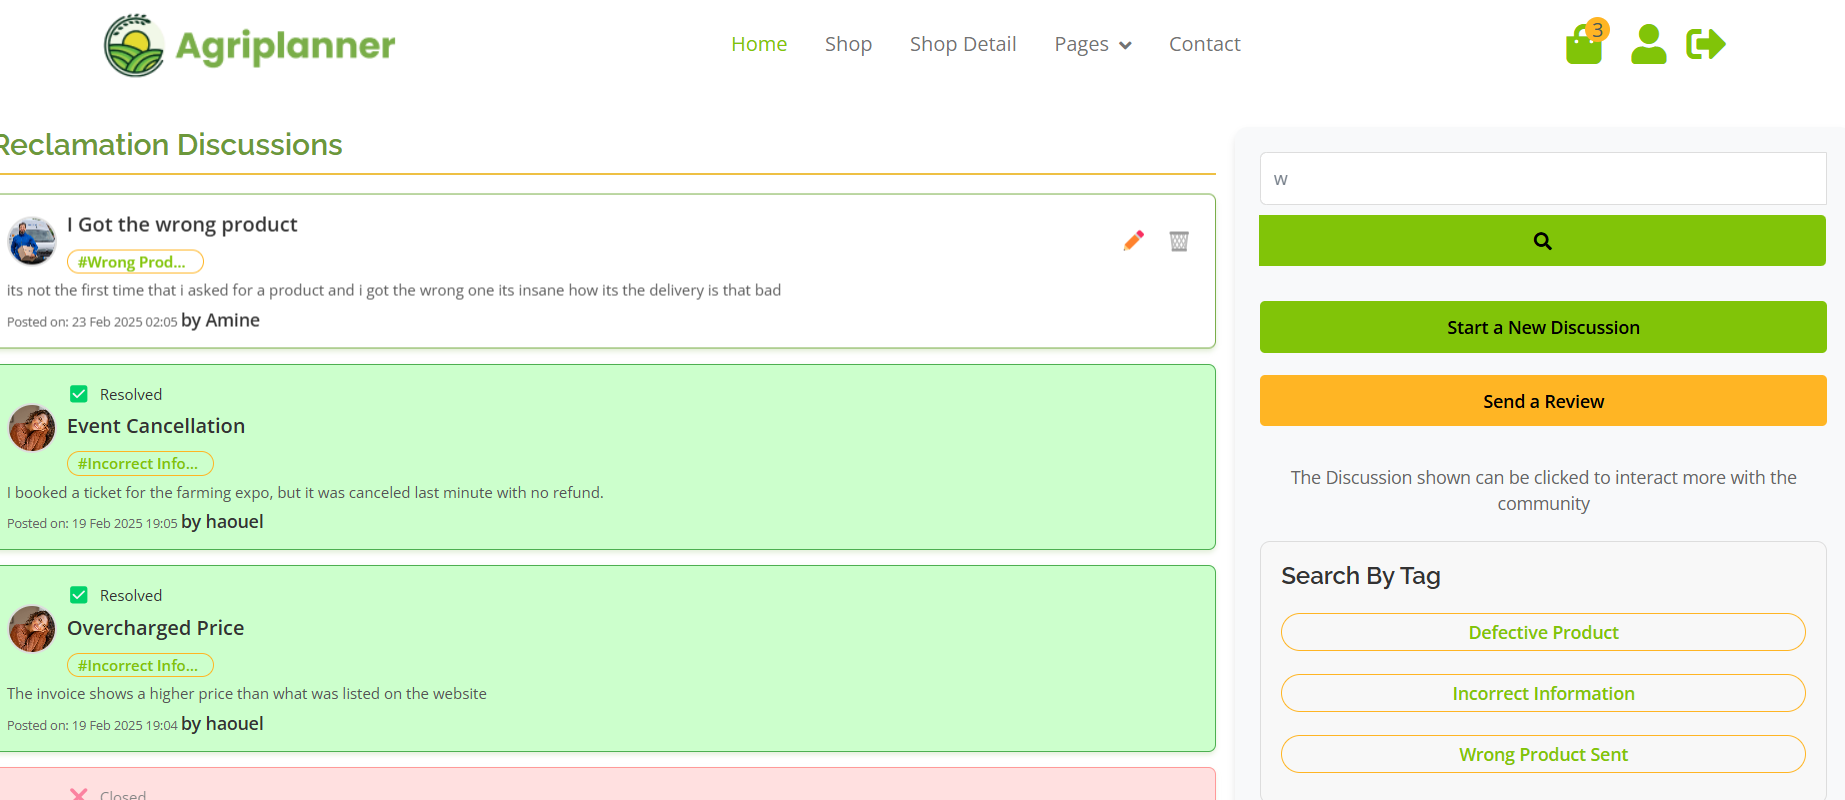 Agriplanner
Home Shop Shop Detail Pages Contact
3
Reclamation Discussions
I Got the wrong product
#Wrong Prod...
its not the first time that i asked for a product and i got the wrong one its insane how its the delivery is that bad
Posted on: 23 Feb 2025 02:05 by Amine
Resolved
Event Cancellation
#Incorrect Info...
I booked a ticket for the farming expo, but it was canceled last minute with no refund.
Posted on: 19 Feb 2025 19:05 by haouel
Resolved
Overcharged Price
#Incorrect Info...
The invoice shows a higher price than what was listed on the website
Posted on: 19 Feb 2025 19:04 by haouel
Closed
w
Start a New Discussion
Send a Review
The Discussion shown can be clicked to interact more with the
community
Search By Tag
Defective Product
Incorrect Information
Wrong Product Sent